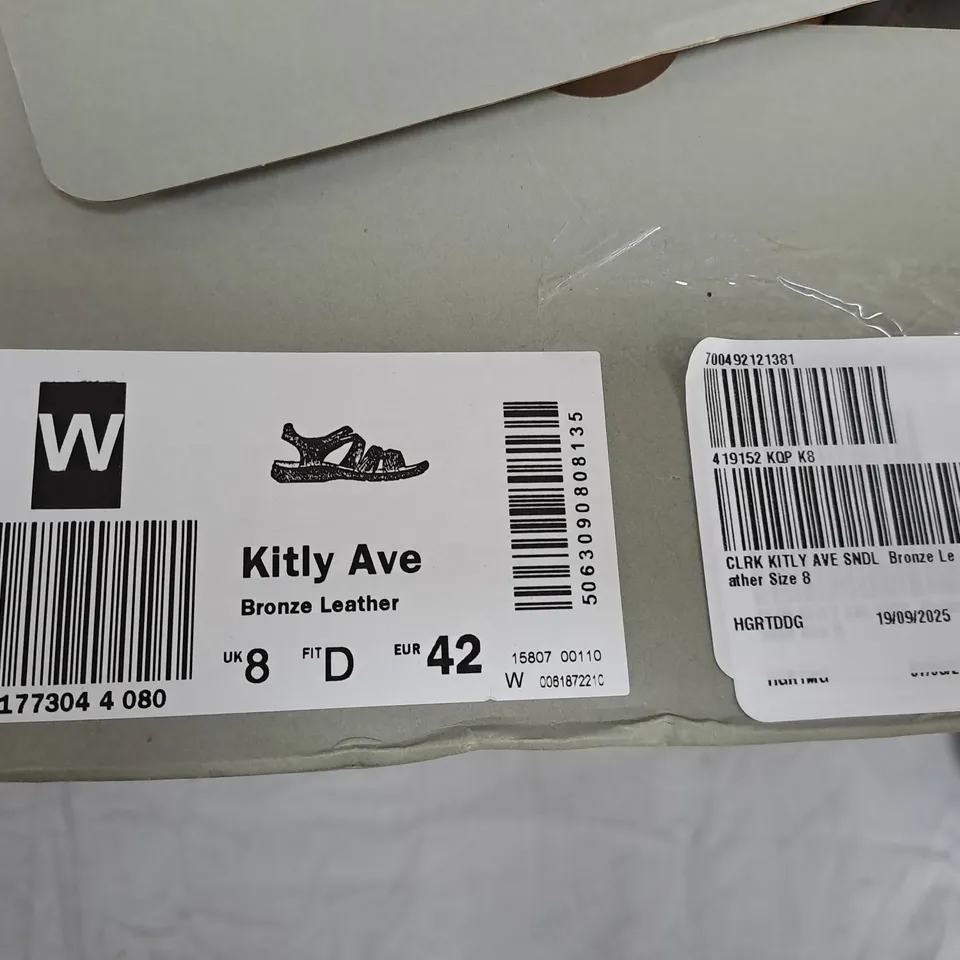 W
177304 4 080
Kitly Ave
Bronze Leather
UK 8 FIT D EUR 42
5063090808135
15807 00110
W 0061872210
700492121381
419152 KQP K8
CLRK KITLY AVE SNDL Bronze Le
ather Size 8
HGRTDDG 19/09/2025